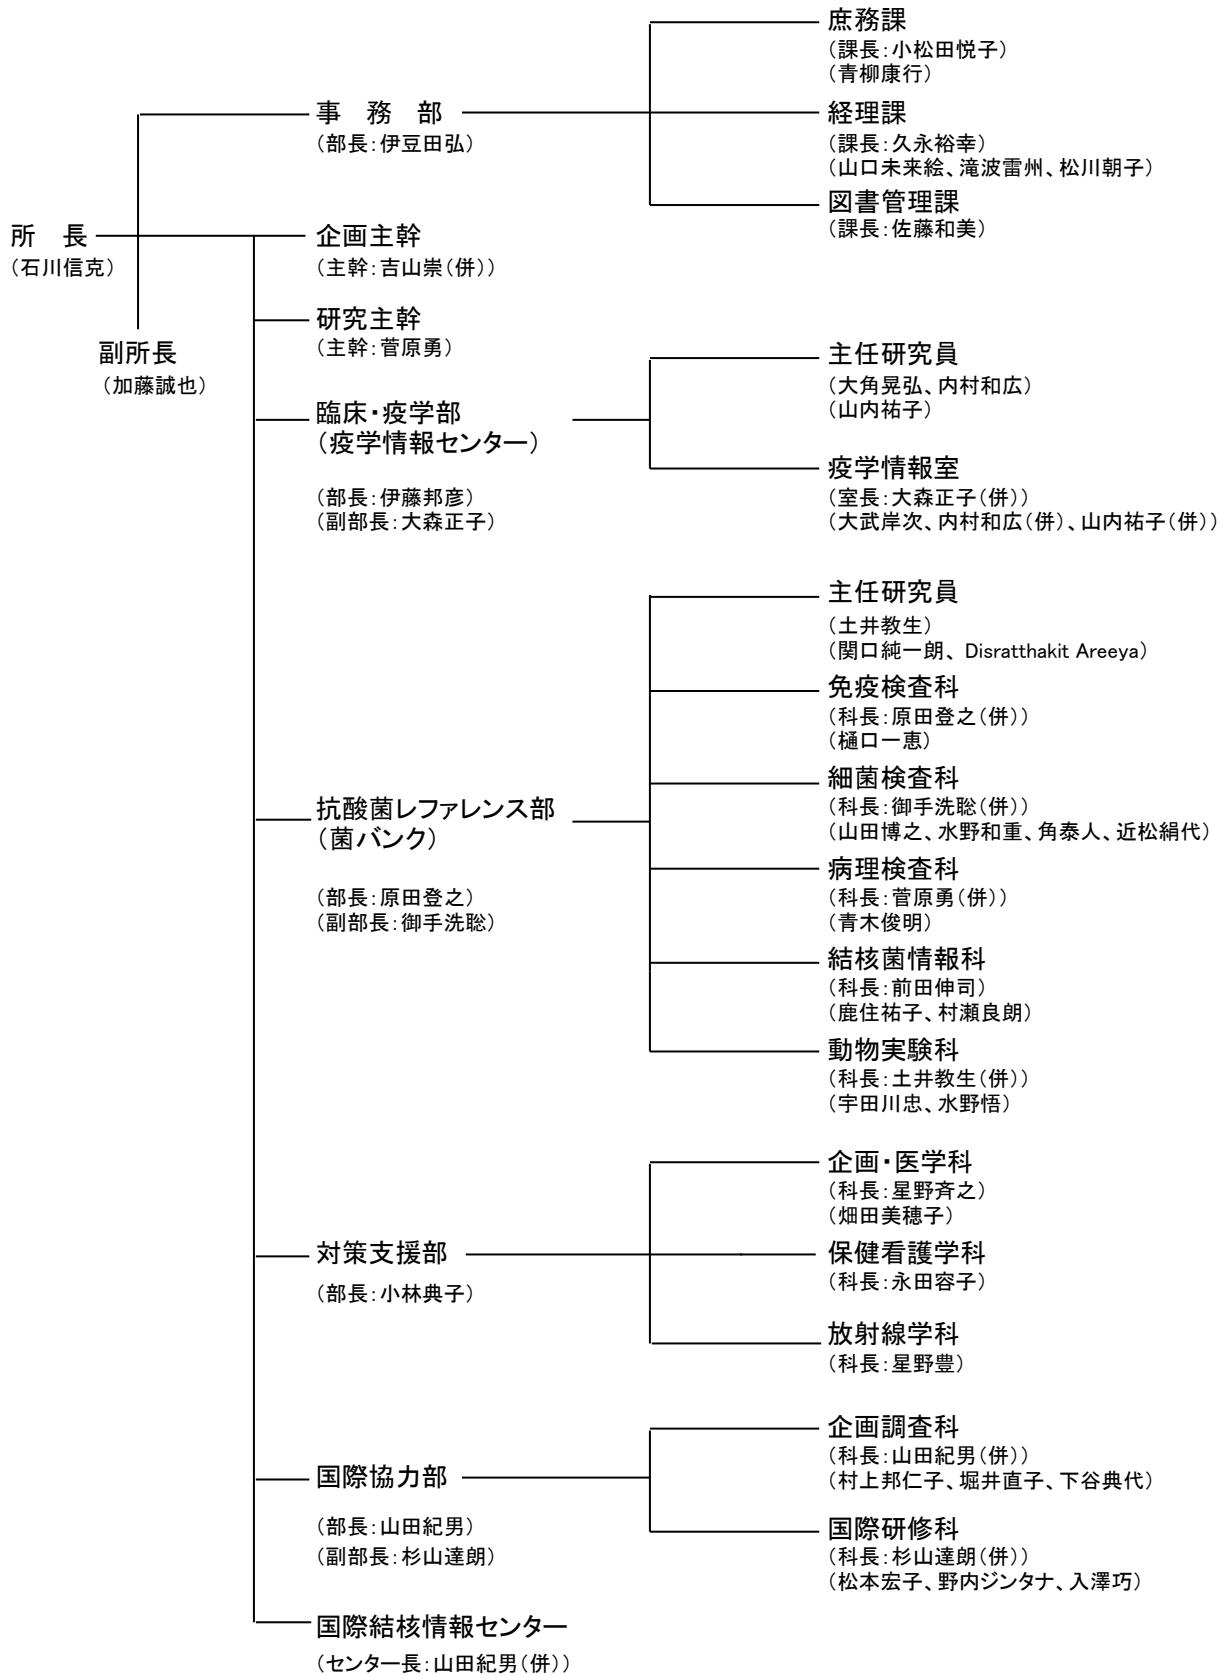 所　長
（石川信克）
副所長
（加藤誠也）
事　務　部
（部長：伊豆田弘）
庶務課
（課長：小松田悦子）
（青柳康行）
経理課
（課長：久永裕幸）
（山口未来絵、滝波雷州、松川朝子）
図書管理課
（課長：佐藤和美）
企画主幹
（主幹：吉山崇（併））
研究主幹
（主幹：菅原勇）
臨床・疫学部
（疫学情報センター）
（部長：伊藤邦彦）
（副部長：大森正子）
主任研究員
（大角晃弘、内村和広）
（山内祐子）
疫学情報室
（室長：大森正子（併））
（大武岸次、内村和広（併）、山内祐子（併））
抗酸菌レファレンス部
（菌バンク）
（部長：原田登之）
（副部長：御手洗聡）
主任研究員
（土井教生）
（関口純一朗、 Disratthakit Areeya）
免疫検査科
（科長：原田登之（併））
（樋口一恵）
細菌検査科
（科長：御手洗聡（併））
（山田博之、水野和重、角泰人、近松絹代）
病理検査科
（科長：菅原勇（併））
（青木俊明）
結核菌情報科
（科長：前田伸司）
（鹿住祐子、村瀬良朗）
動物実験科
（科長：土井教生（併））
（宇田川忠、水野悟）
対策支援部
（部長：小林典子）
企画・医学科
（科長：星野斉之）
（畑田美穂子）
保健看護学科
（科長：永田容子）
放射線学科
（科長：星野豊）
国際協力部
（部長：山田紀男）
（副部長：杉山達朗）
企画調査科
（科長：山田紀男（併））
（村上邦仁子、堀井直子、下谷典代）
国際研修科
（科長：杉山達朗（併））
（松本宏子、野内ジンタナ、入澤巧）
国際結核情報センター
（センター長：山田紀男（併））